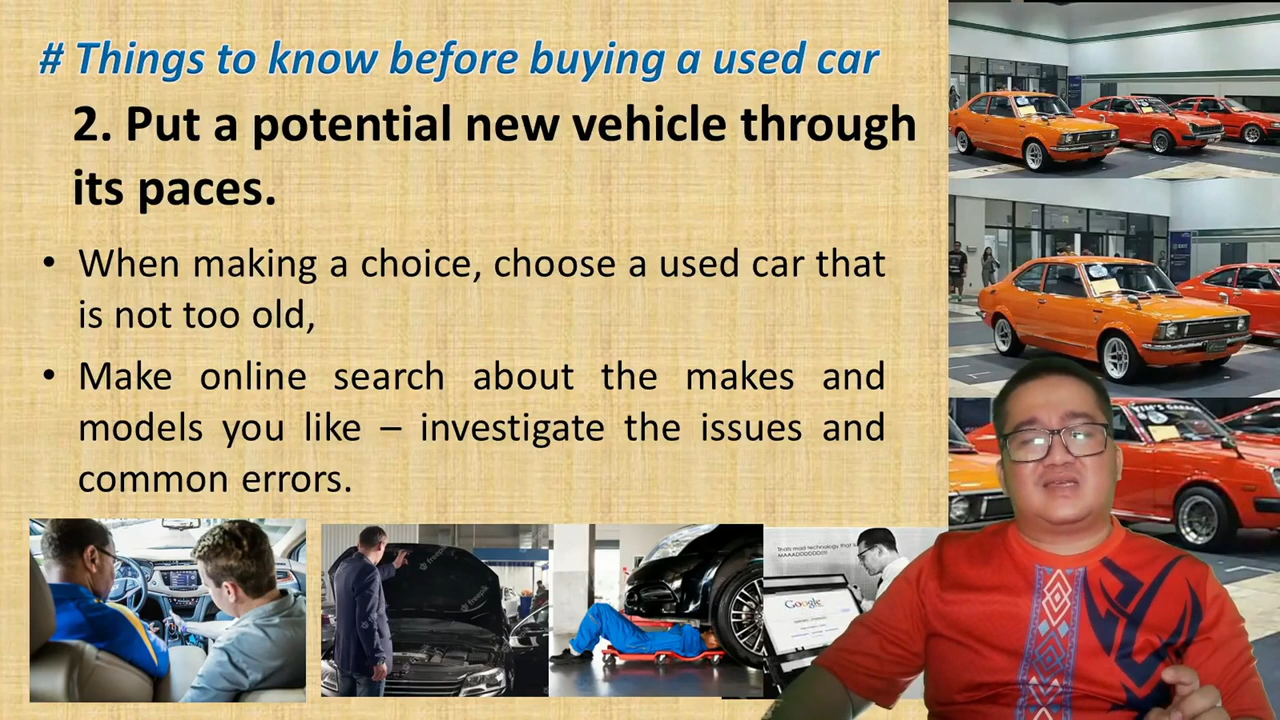 # Things to know before buying a used car
2. Put a potential new vehicle through
its paces.
• When making a choice, choose a used car that
is not too old,
• Make online search about the makes and
models you like – investigate the issues and
common errors.
Google